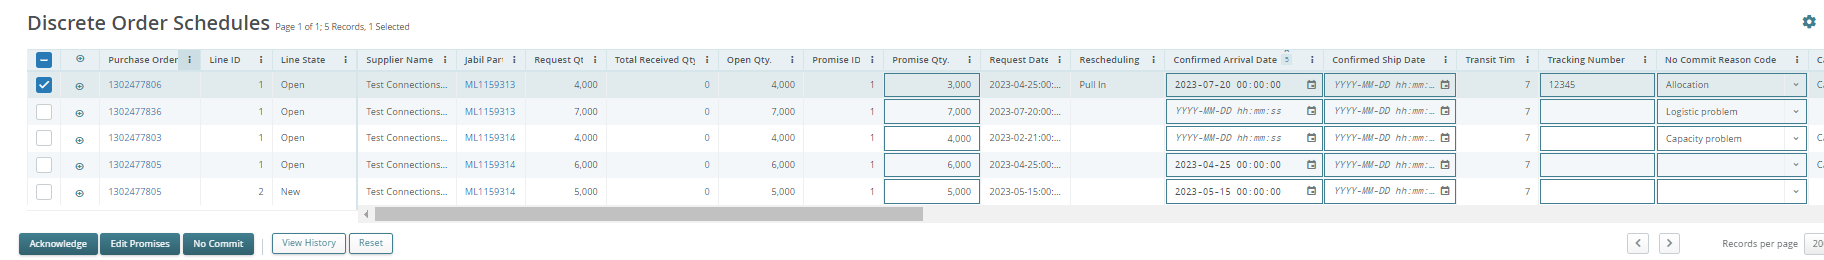 Discrete Order Schedules Page 1 of 1; 5 Records, 1 Selected
Purchase Order Line ID Line State Supplier Name Jabil Part Request Qt Total Received Qty Open Qty. Promise ID Promise Qty. Request Date Rescheduling Confirmed Arrival Date 5 Confirmed Ship Date Transit Tim Tracking Number No Commit Reason Code
1302477806 1 Open Test Connections... ML1159313 4,000 0 4,000 1 3,000 2023-04-25:00:... Pull In 2023-07-20 00:00:00 YYYY-MM-DD hh:mm:... 7 12345 Allocation
1302477836 1 Open Test Connections... ML1159313 7,000 0 7,000 1 7,000 2023-07-20:00:... YYYY-MM-DD hh:mm:ss YYYY-MM-DD hh:mm:... 7 Logistic problem
1302477803 1 Open Test Connections... ML1159314 4,000 0 4,000 1 4,000 2023-02-21:00:... YYYY-MM-DD hh:mm:ss YYYY-MM-DD hh:mm:... 7 Capacity problem
1302477805 1 Open Test Connections... ML1159314 6,000 0 6,000 1 6,000 2023-04-25:00:... 2023-04-25 00:00:00 YYYY-MM-DD hh:mm:... 7
1302477805 2 New Test Connections... ML1159314 5,000 0 5,000 1 5,000 2023-05-15:00:... 2023-05-15 00:00:00 YYYY-MM-DD hh:mm:... 7
Acknowledge Edit Promises No Commit View History Reset Records per page 20